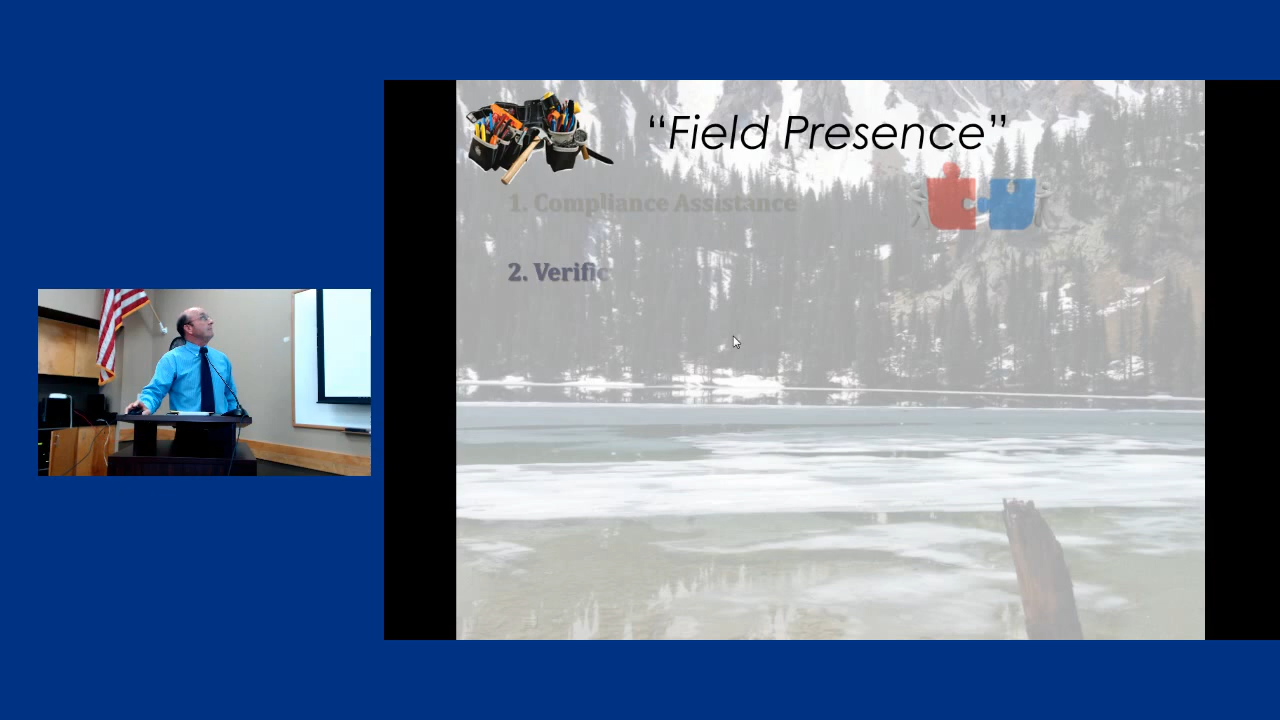 “Field Presence”
1. Compliance Assistance
2. Verific